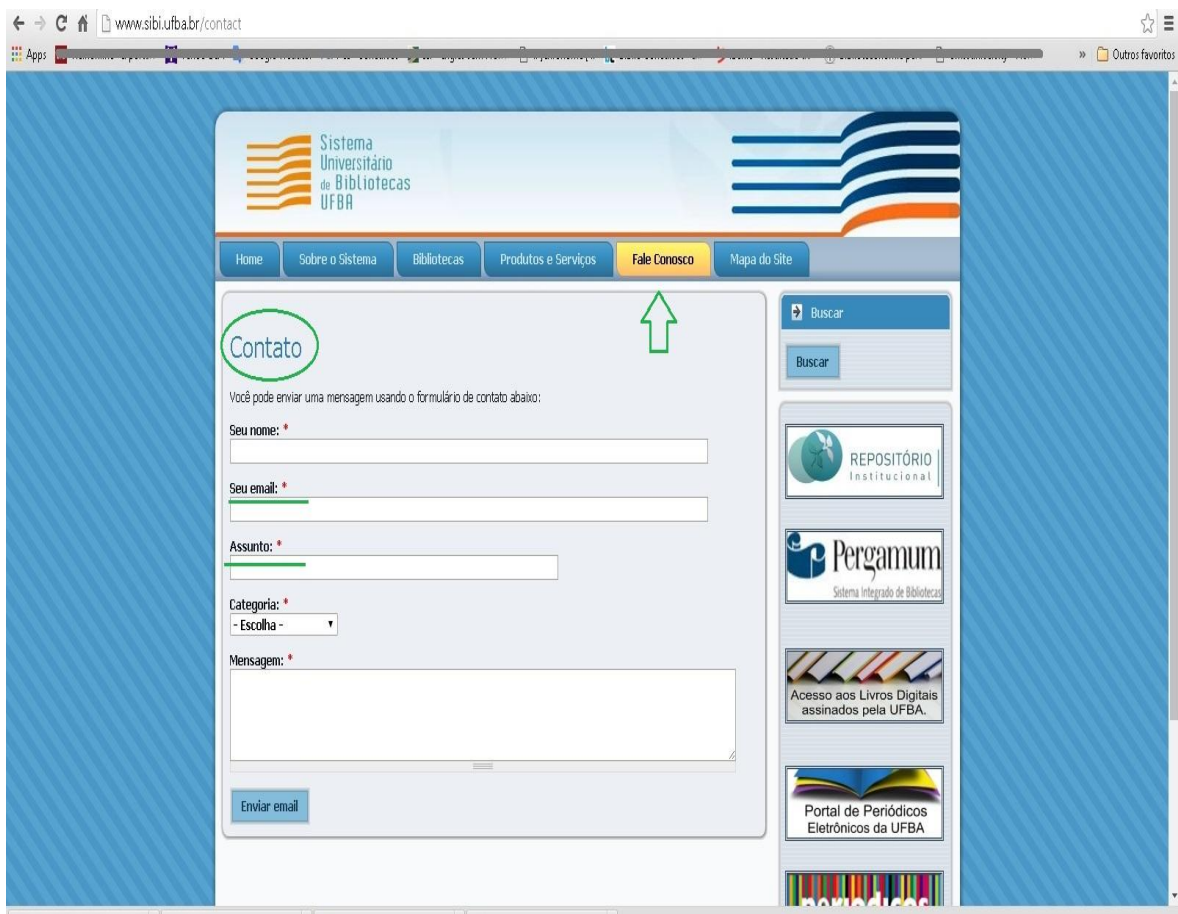 www.sibi.ufba.br/contact
Apps
» Outros favoritos
Sistema
Universitário
de Bibliotecas
UFBA
Home Sobre o Sistema Bibliotecas Produtos e Serviços Fale Conosco Mapa do Site
Contato
Você pode enviar uma mensagem usando o formulário de contato abaixo:
Seu nome: *
Seu email: *
Assunto: *
Categoria: *
- Escolha -
Mensagem: *
Enviar email
Buscar
Buscar
REPOSITÓRIO
Institucional
Pergamum
Sistema Integrado de Bibliotecas
Acesso aos Livros Digitais
assinados pela UFBA.
Portal de Periódicos
Eletrônicos da UFBA